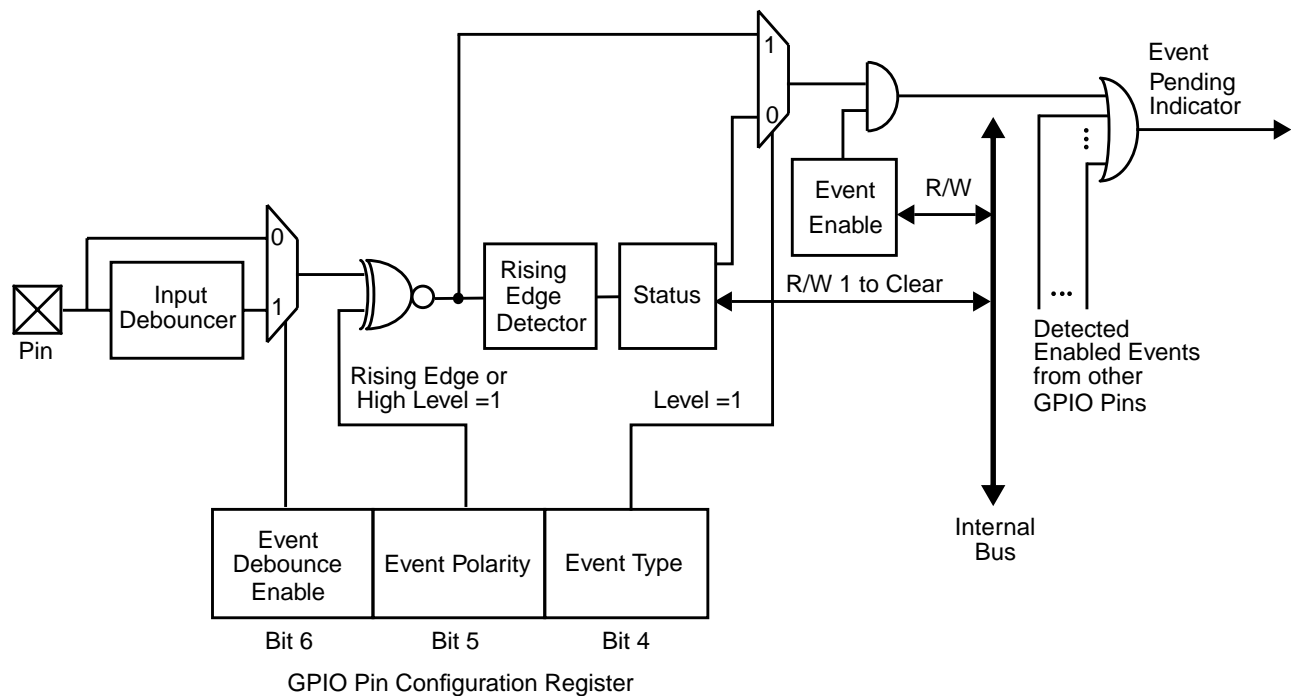 Event
Pending
Indicator
1
0
Event
Enable
R/W
0
1
Input
Debouncer
Pin
Rising
Edge
Detector
Status
R/W 1 to Clear
...
...
Detected
Enabled Events
from other
GPIO Pins
Rising Edge or
High Level =1
Level =1
Internal
Bus
Event
Debounce
Enable
Event Polarity
Event Type
Bit 6
Bit 5
Bit 4
GPIO Pin Configuration Register